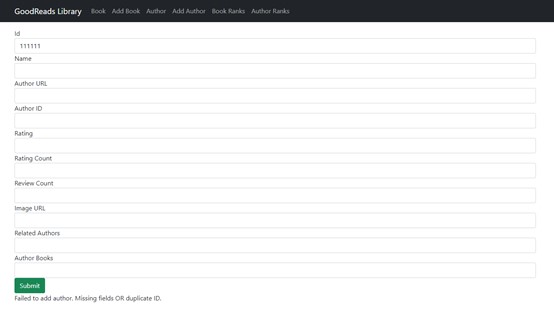 GoodReads Library Book Add Book Author Add Author Book Ranks Author Ranks
Id
111111
Name
Author URL
Author ID
Rating
Rating Count
Review Count
Image URL
Related Authors
Author Books
Submit
Failed to add author. Missing fields OR duplicate ID.